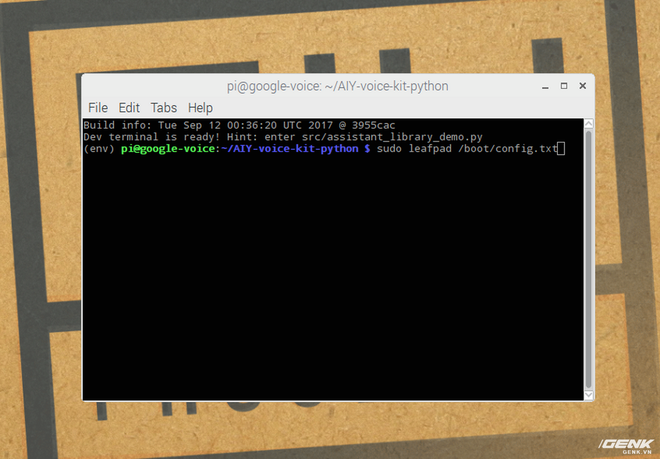 pi@google-voice: ~/AIY-voice-kit-python
File Edit Tabs Help
Build info: Tue Sep 12 00:36:20 UTC 2017 @ 3955cac
Dev terminal is ready! Hint: enter src/assistant_library_demo.py
(env) pi@google-voice:~/AIY-voice-kit-python $ sudo leafpad /boot/config.txt
GENK
GENK.VN